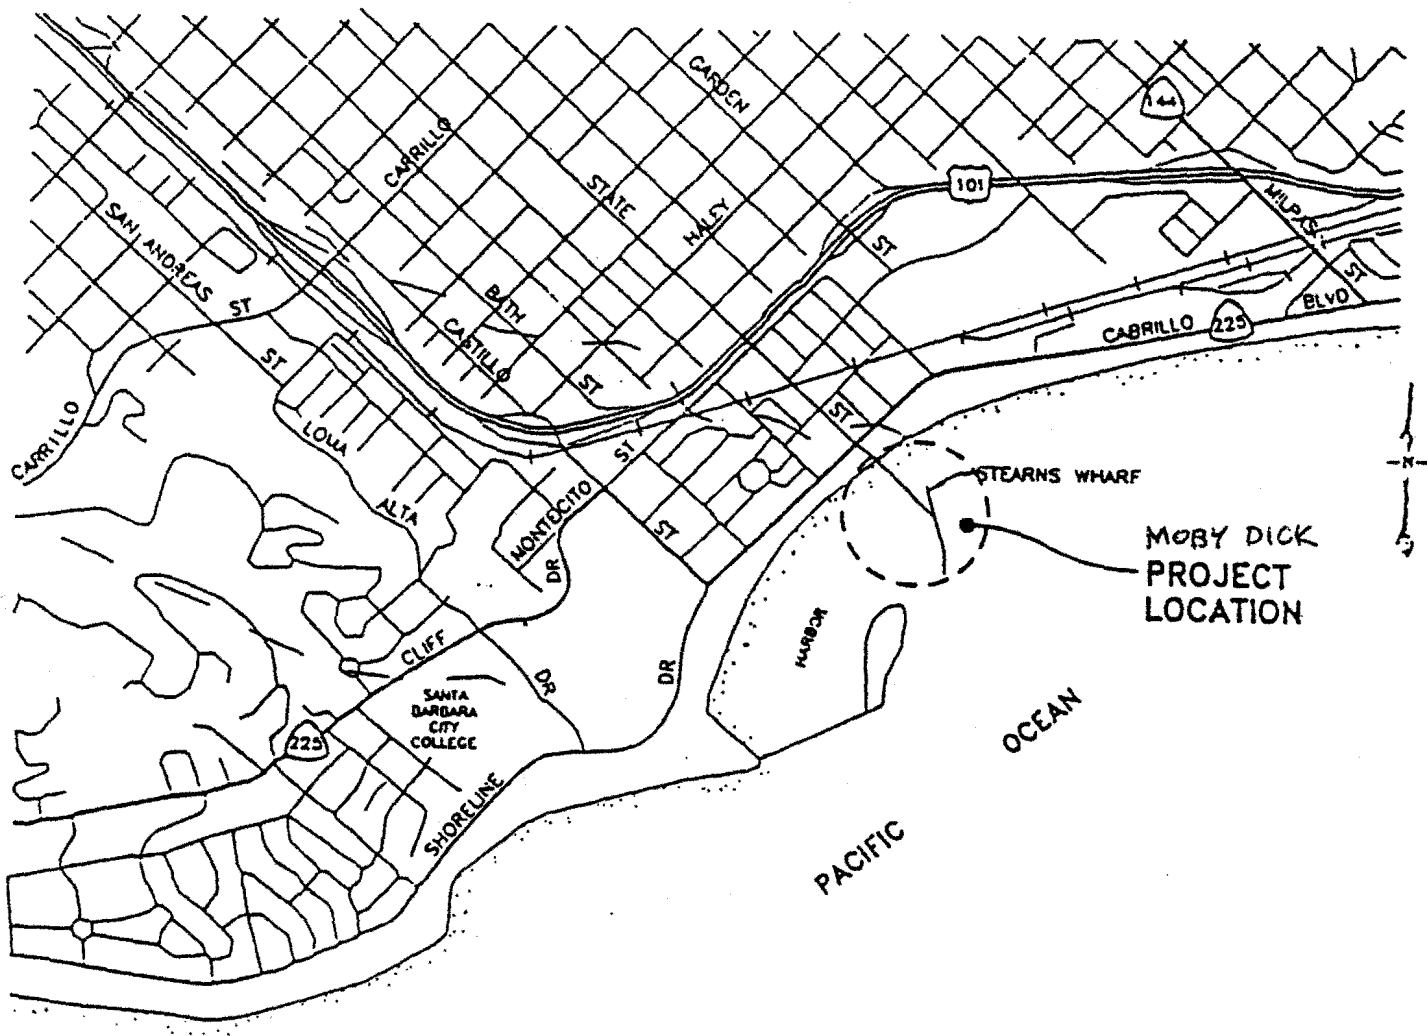 GARDEN
144
CARRILLO
STATE
HALEY
101
MILPAS
SAN ANDREAS
ST
ST
BATH
ST
CASTILLO
CABRILLO
225
BLVD
ST
ST
ST
CARRILLO
LOMA
ALTA
ST
MONTECITO
ST
STEARNS WHARF
N
DR
MOBY DICK
PROJECT
LOCATION
HARBOR
CLIFF
DR
DR
SANTA
BARBARA
CITY
COLLEGE
225
OCEAN
SHORELINE
PACIFIC